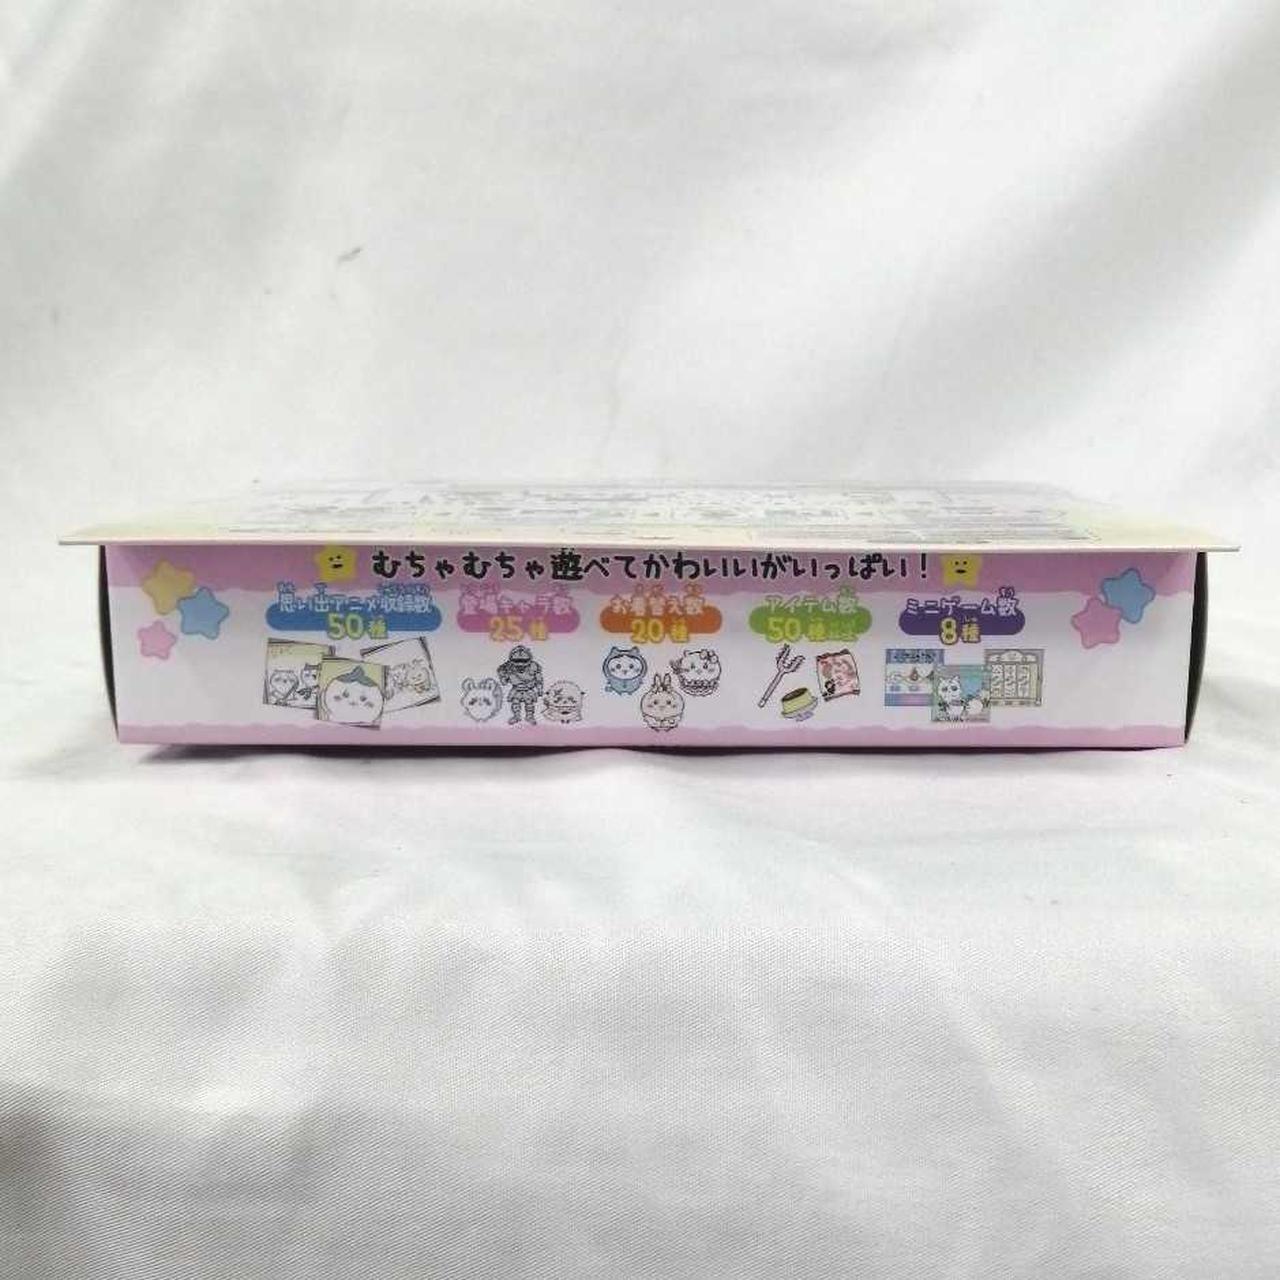 むちゃむちゃ遊べてかわいいがいっぱい!
思い出アニメ収録数
50種
登場キャラ数
25種
お着替え数
20種
アイテム数
50種以上
ミニゲーム数
8種